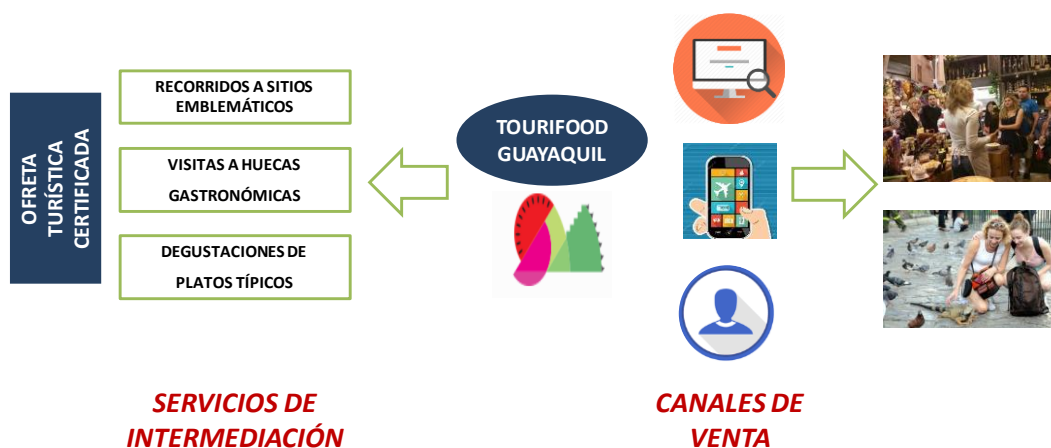 OFRETA
TURÍSTICA
CERTIFICADA
RECORRIDOS A SITIOS
EMBLEMÁTICOS
VISITAS A HUECAS
GASTRONÓMICAS
DEGUSTACIONES DE
PLATOS TÍPICOS
TOURIFOOD
GUAYAQUIL
SERVICIOS DE
INTERMEDIACIÓN
CANALES DE
VENTA